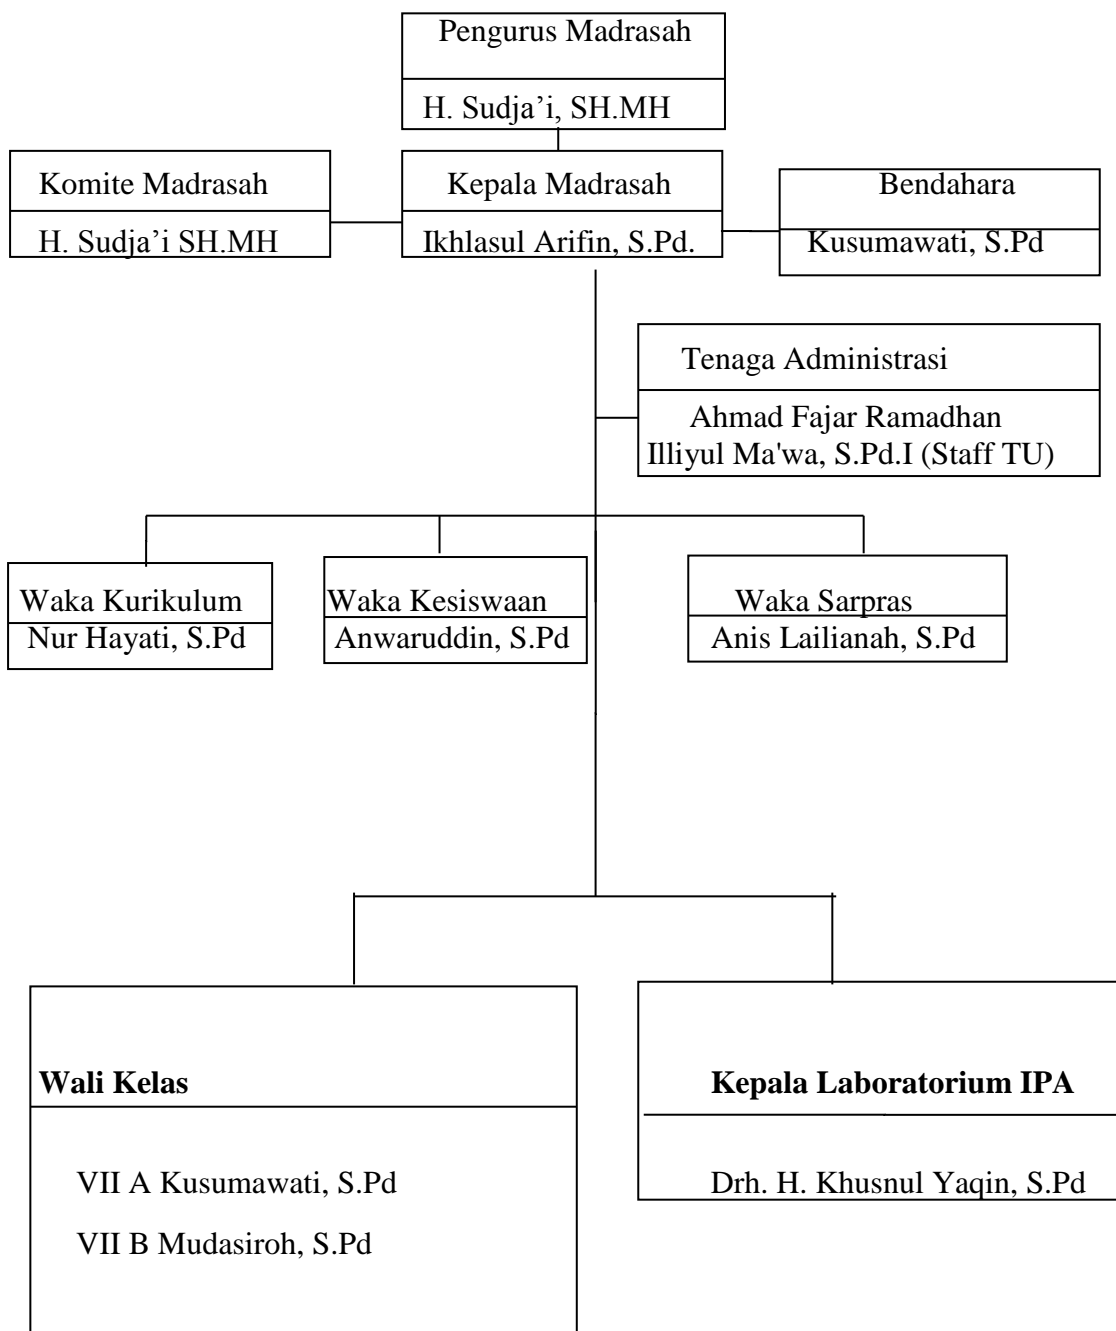 Pengurus Madrasah
H. Sudja’i, SH.MH
Komite Madrasah
H. Sudja’i SH.MH
Kepala Madrasah
Ikhlasul Arifin, S.Pd.
Bendahara
Kusumawati, S.Pd
Tenaga Administrasi
Ahmad Fajar Ramadhan
Illiyul Ma'wa, S.Pd.I (Staff TU)
Waka Kurikulum
Nur Hayati, S.Pd
Waka Kesiswaan
Anwaruddin, S.Pd
Waka Sarpras
Anis Lailianah, S.Pd
Wali Kelas
VII A Kusumawati, S.Pd
VII B Mudasiroh, S.Pd
Kepala Laboratorium IPA
Drh. H. Khusnul Yaqin, S.Pd